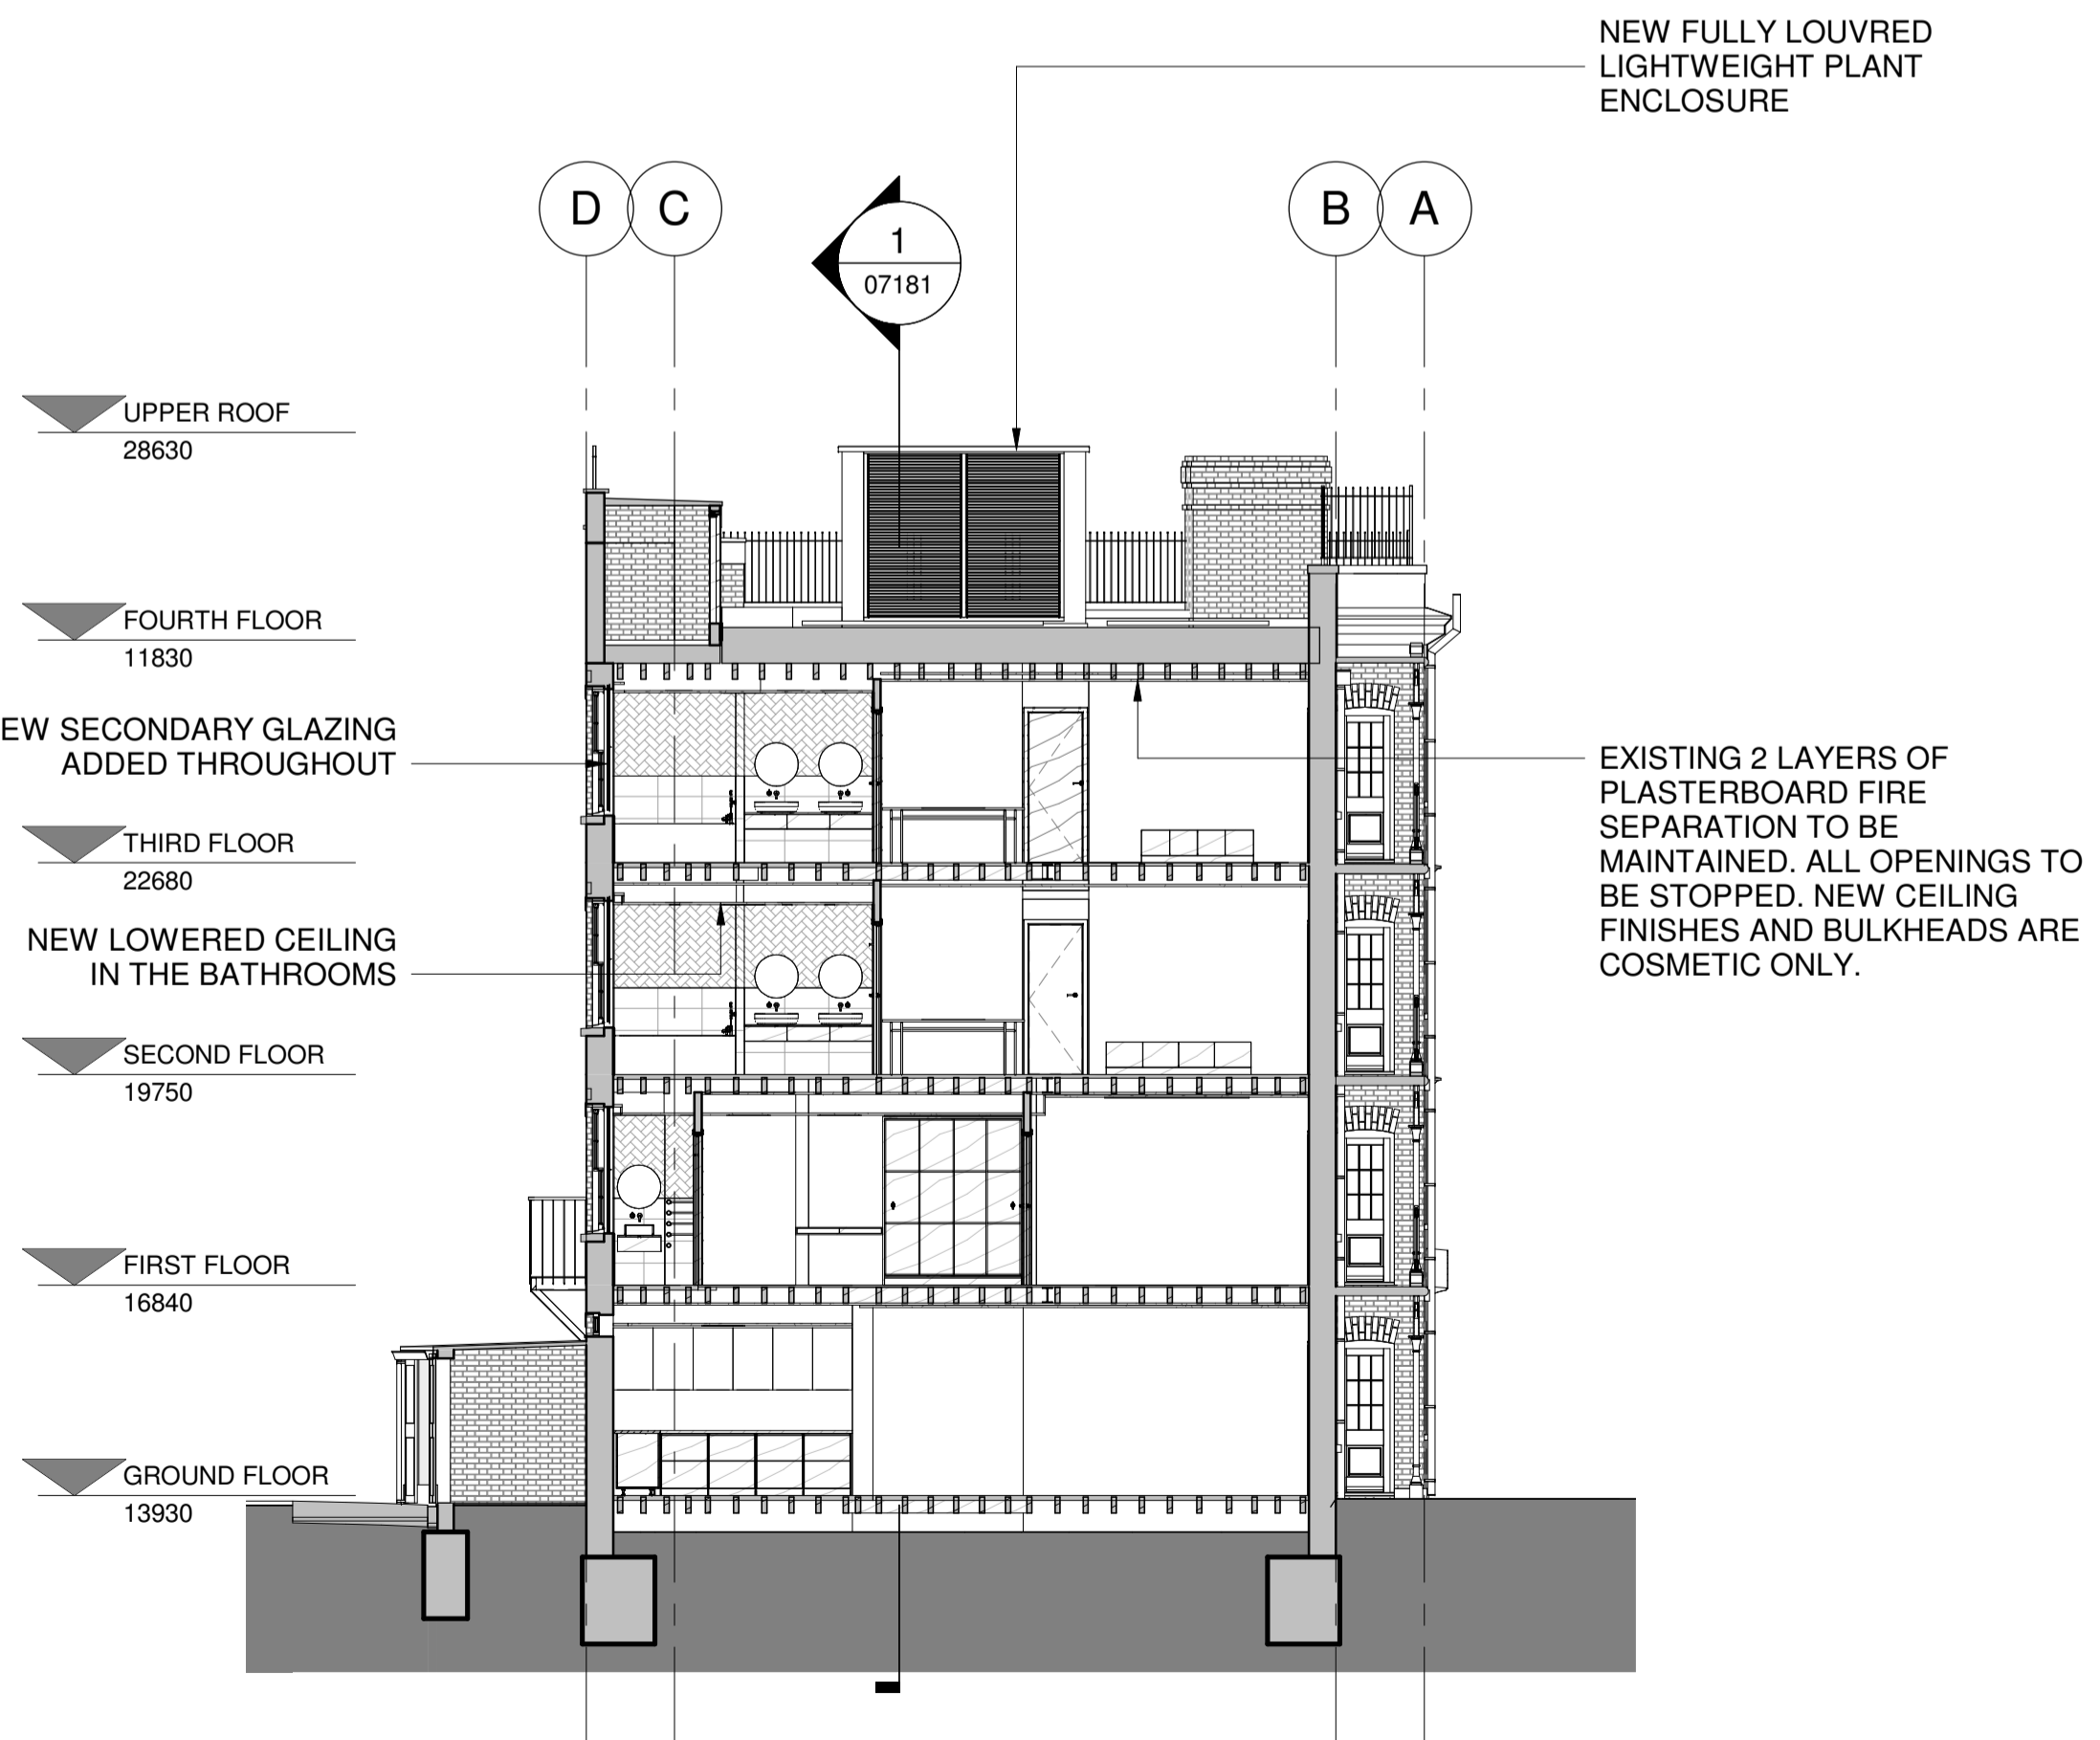 NEW FULLY LOUVRED
LIGHTWEIGHT PLANT
ENCLOSURE
D
C
B
A
1
07181
UPPER ROOF
28630
FOURTH FLOOR
11830
EW SECONDARY GLAZING
ADDED THROUGHOUT
THIRD FLOOR
22680
NEW LOWERED CEILING
IN THE BATHROOMS
SECOND FLOOR
19750
FIRST FLOOR
16840
GROUND FLOOR
13930
EXISTING 2 LAYERS OF
PLASTERBOARD FIRE
SEPARATION TO BE
MAINTAINED. ALL OPENINGS TO
BE STOPPED. NEW CEILING
FINISHES AND BULKHEADS ARE
COSMETIC ONLY.